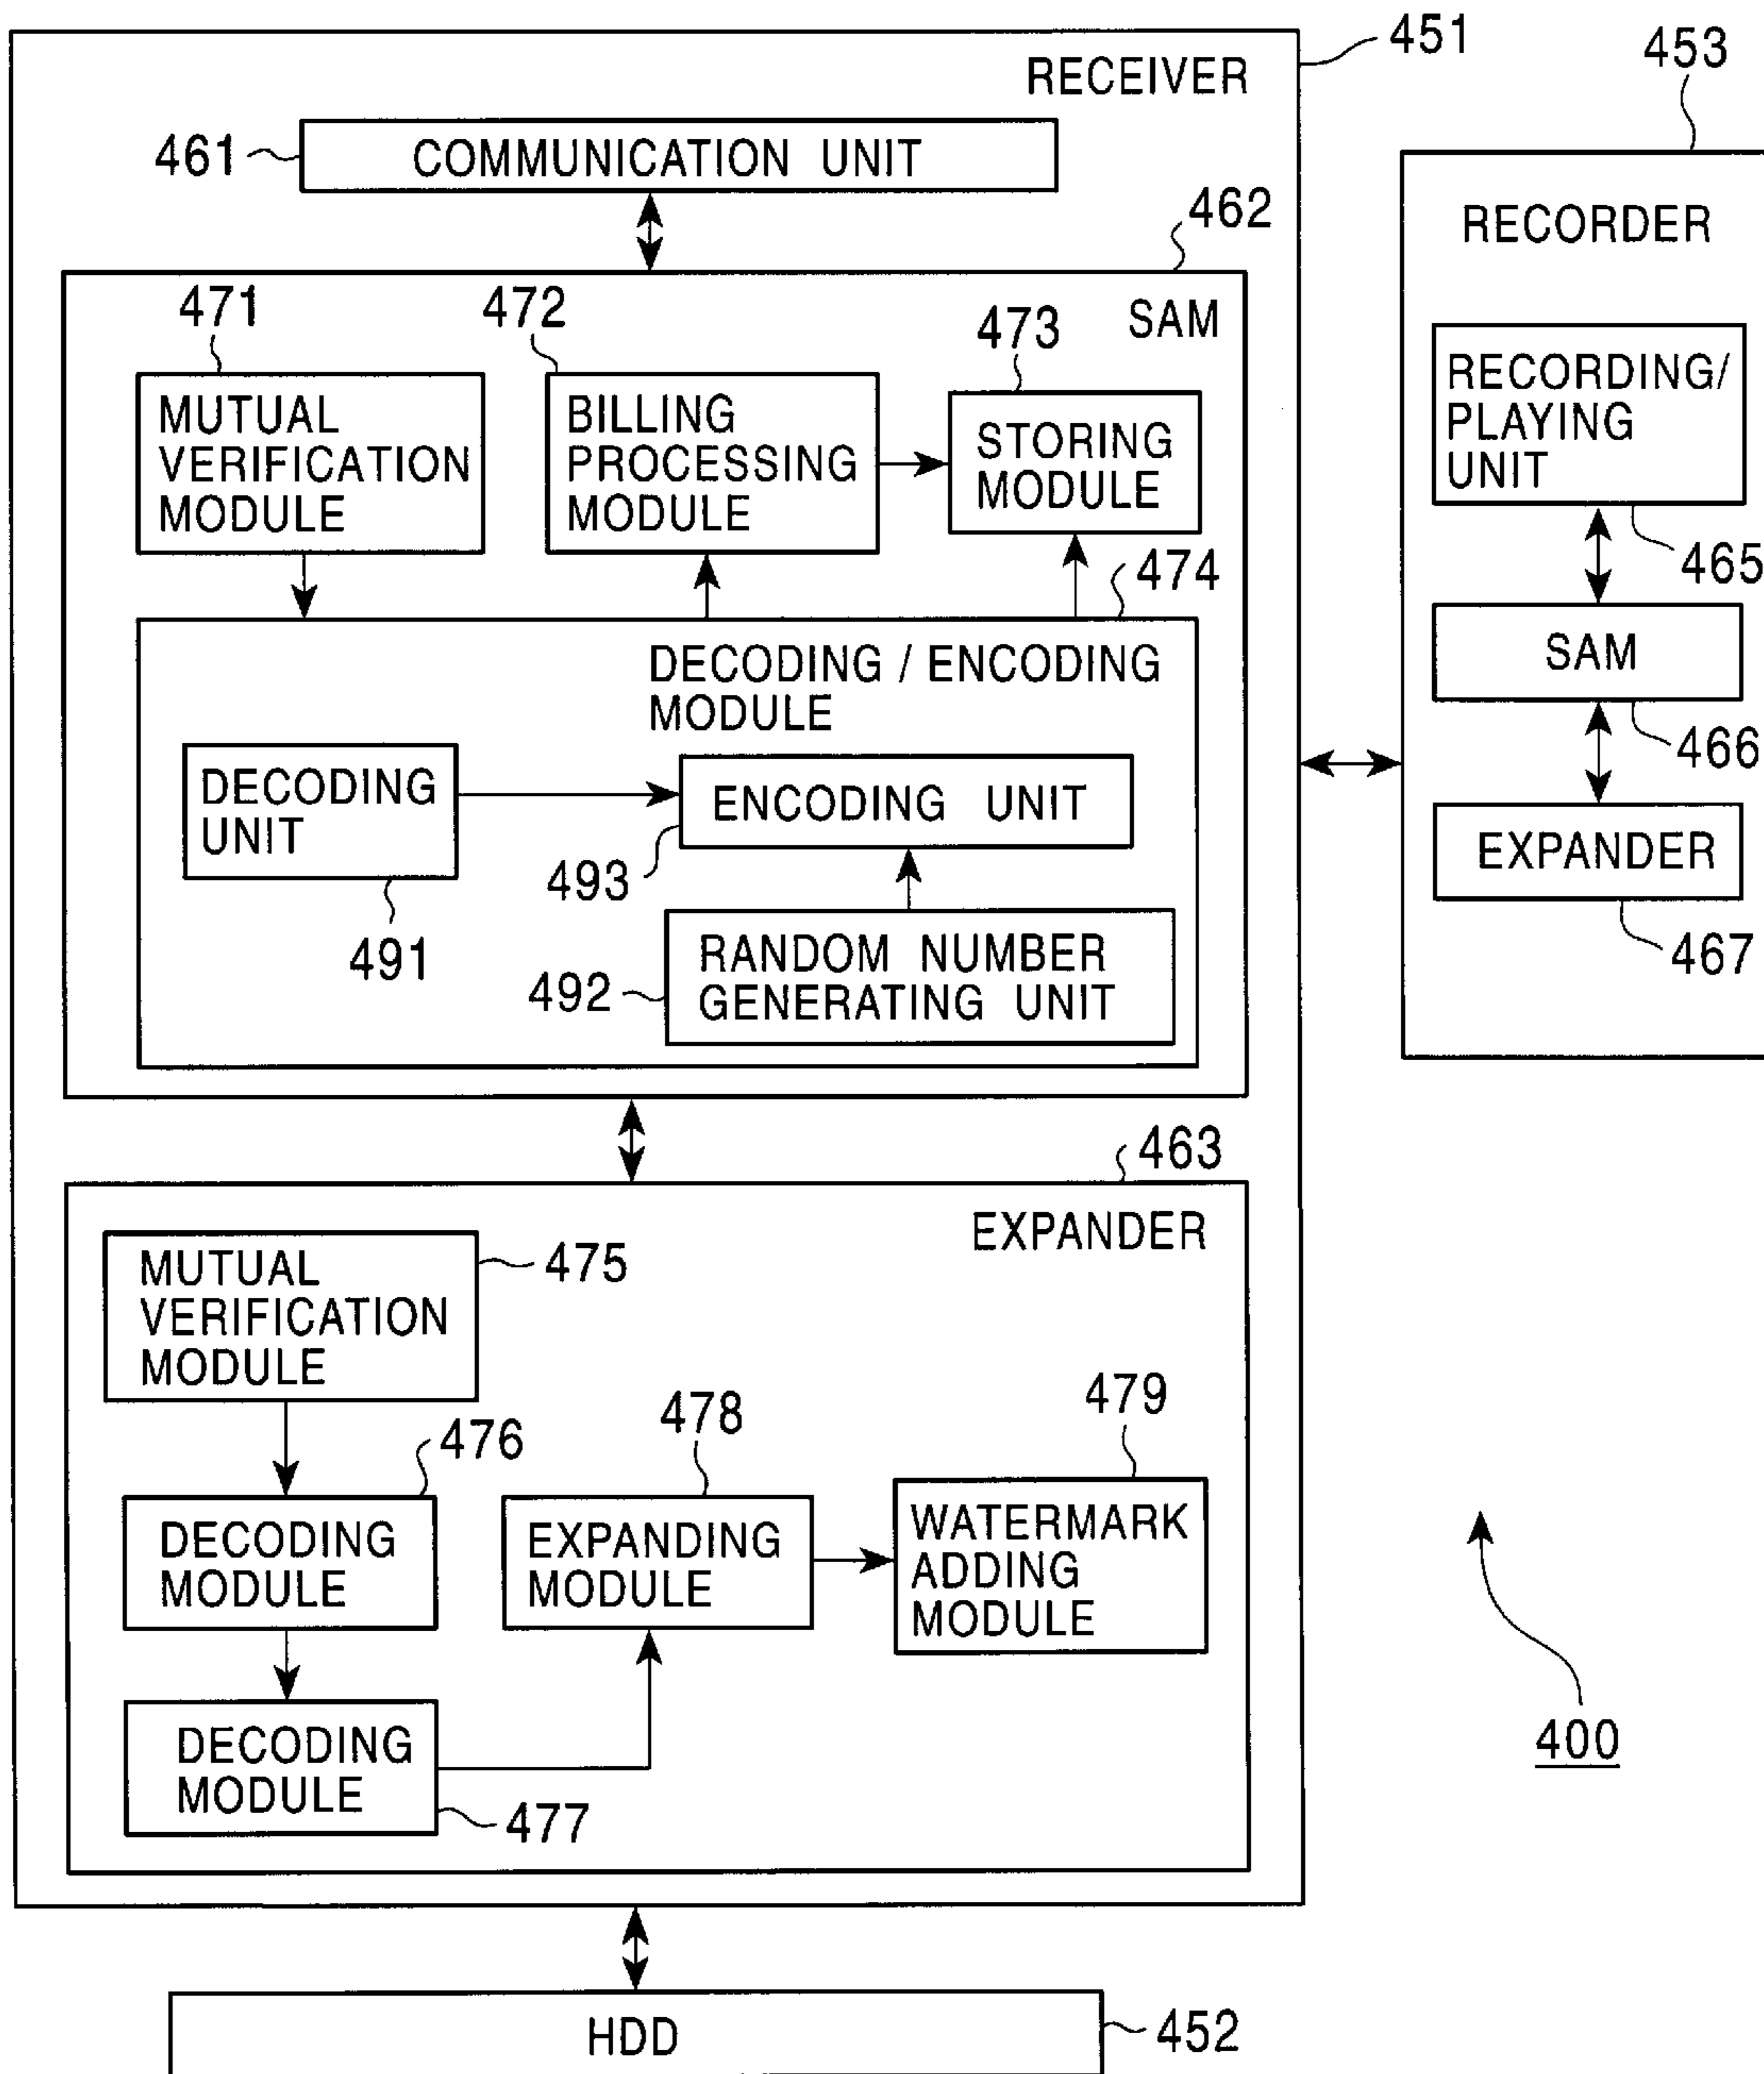 451
RECEIVER
453
461
COMMUNICATION UNIT
RECORDER
462
SAM
471
472
473
MUTUAL
VERIFICATION
MODULE
BILLING
PROCESSING
MODULE
STORING
MODULE
RECORDING/
PLAYING
UNIT
465
474
DECODING / ENCODING
MODULE
SAM
466
DECODING
UNIT
491
ENCODING UNIT
493
EXPANDER
467
RANDOM NUMBER
GENERATING UNIT
492
463
EXPANDER
MUTUAL
VERIFICATION
MODULE
475
476
478
479
DECODING
MODULE
EXPANDING
MODULE
WATERMARK
ADDING
MODULE
DECODING
MODULE
477
400
HDD
452